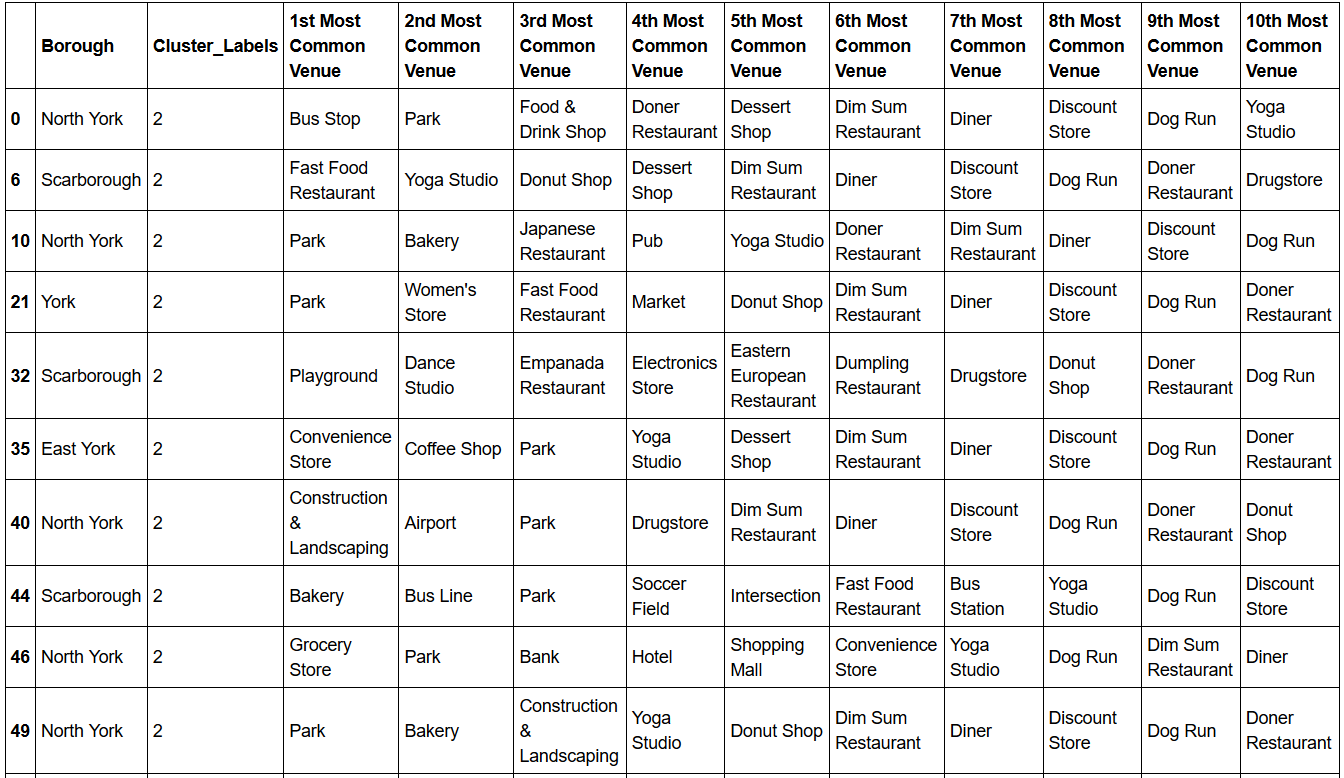 Borough Cluster_Labels 1st Most Common Venue 2nd Most Common Venue 3rd Most Common Venue 4th Most Common Venue 5th Most Common Venue 6th Most Common Venue 7th Most Common Venue 8th Most Common Venue 9th Most Common Venue 10th Most Common Venue
0 North York 2 Bus Stop Park Food & Drink Shop Doner Restaurant Dessert Shop Dim Sum Restaurant Diner Discount Store Dog Run Yoga Studio
6 Scarborough 2 Fast Food Restaurant Yoga Studio Donut Shop Dessert Shop Dim Sum Restaurant Diner Discount Store Dog Run Doner Restaurant Drugstore
10 North York 2 Park Bakery Japanese Restaurant Pub Yoga Studio Doner Restaurant Dim Sum Restaurant Diner Discount Store Dog Run
21 York 2 Park Women's Store Fast Food Restaurant Market Donut Shop Dim Sum Restaurant Diner Discount Store Dog Run Doner Restaurant
32 Scarborough 2 Playground Dance Studio Empanada Restaurant Electronics Store Eastern European Restaurant Dumpling Restaurant Drugstore Donut Shop Doner Restaurant Dog Run
35 East York 2 Convenience Store Coffee Shop Park Yoga Studio Dessert Shop Dim Sum Restaurant Diner Discount Store Dog Run Doner Restaurant
40 North York 2 Construction & Landscaping Airport Park Drugstore Dim Sum Restaurant Diner Discount Store Dog Run Doner Restaurant Donut Shop
44 Scarborough 2 Bakery Bus Line Park Soccer Field Intersection Fast Food Restaurant Bus Station Yoga Studio Dog Run Discount Store
46 North York 2 Grocery Store Park Bank Hotel Shopping Mall Convenience Store Yoga Studio Dog Run Dim Sum Restaurant Diner
49 North York 2 Park Bakery Construction & Landscaping Yoga Studio Donut Shop Dim Sum Restaurant Diner Discount Store Dog Run Doner Restaurant